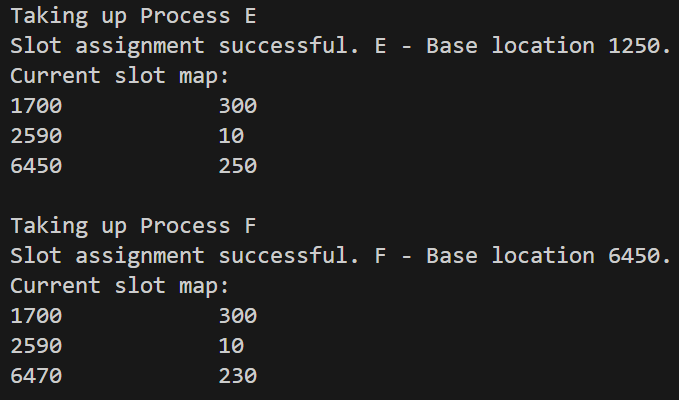 Taking up Process E
Slot assignment successful. E - Base location 1250.
Current slot map:
1700            300
2590            10
6450            250

Taking up Process F
Slot assignment successful. F - Base location 6450.
Current slot map:
1700            300
2590            10
6470            230